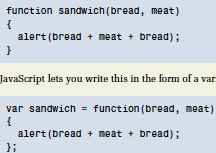 function sandwich(bread, meat)
{
alert(bread + meat + bread);
}
JavaScript lets you write this in the form of a var
var sandwich = function(bread, meat)
{
alert(bread + meat + bread);
};